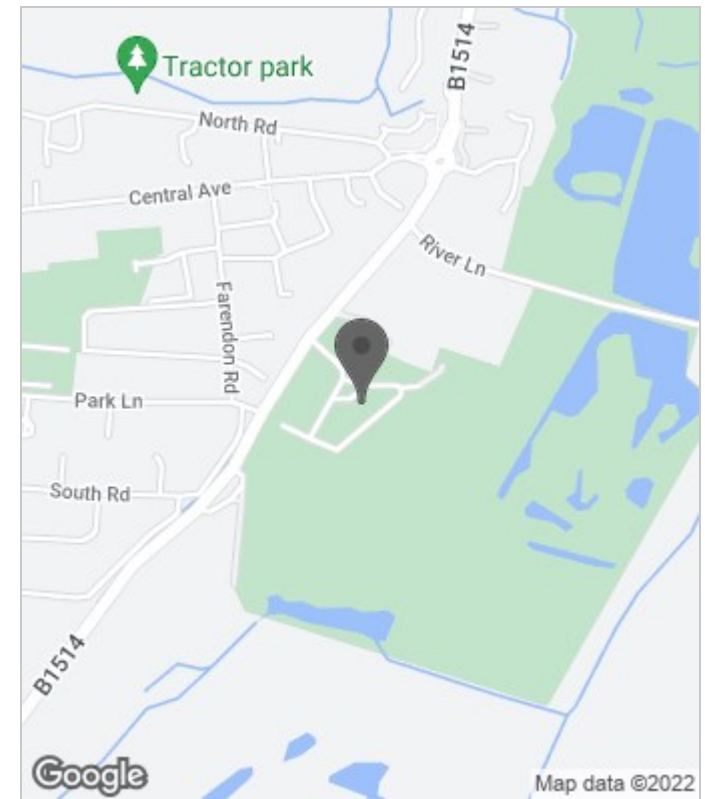 B1514
Tractor park
North Rd
Central Ave
River Ln
Farendon Rd
Park Ln
South Rd
B1514
Google
Map data ©2022